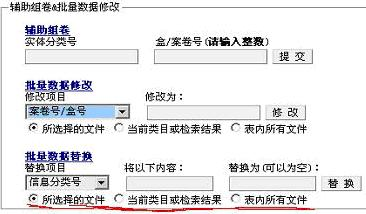 辅助组卷&批量数据修改
辅助组卷
实体分类号 盒/案卷号(请输入整数)
提 交
批量数据修改
修改项目 修改为：
案卷号/盒号 修 改
所选择的文件 当前类目或检索结果 表内所有文件
批量数据替换
替换项目 将以下内容： 替换为(可以为空)：
信息分类号 替 换
所选择的文件 当前类目或检索结果 表内所有文件